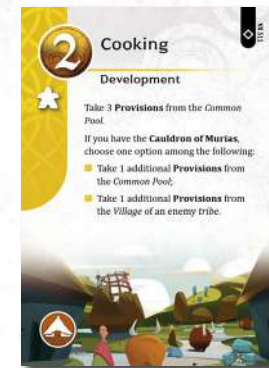 2
Cooking
Development
Take 3 Provisions from the Common
Pool.
If you have the Cauldron of Murias,
choose one option among the following:
Take 1 additional Provisions from
the Common Pool;
Take 1 additional Provisions from
the Village of an enemy tribe.